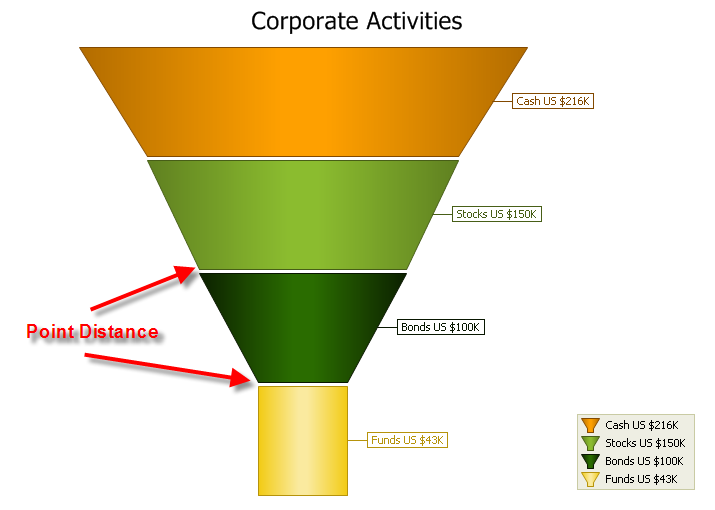 Corporate Activities
Cash US $216K
Stocks US $150K
Point Distance
Bonds US $100K
Funds US $43K
Cash US $216K
Stocks US $150K
Bonds US $100K
Funds US $43K